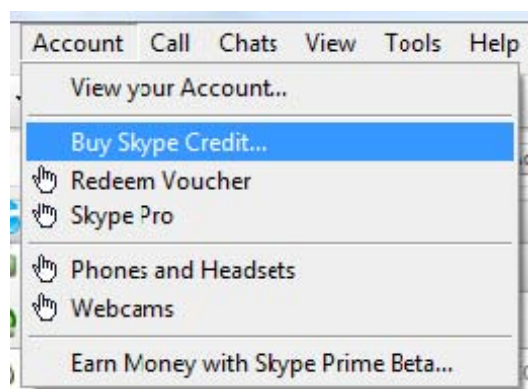 Account Call Chats View Tools Help
View your Account...
Buy Skype Credit...
Redeem Voucher
Skype Pro
Phones and Headsets
Webcams
Earn Money with Skype Prime Beta...